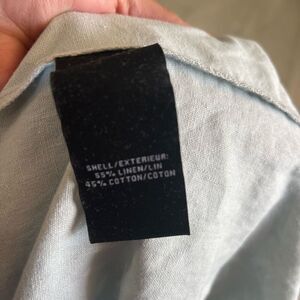 SHELL/EXTERIEUR:
55% LINEN/LIN
45% COTTON/COTON